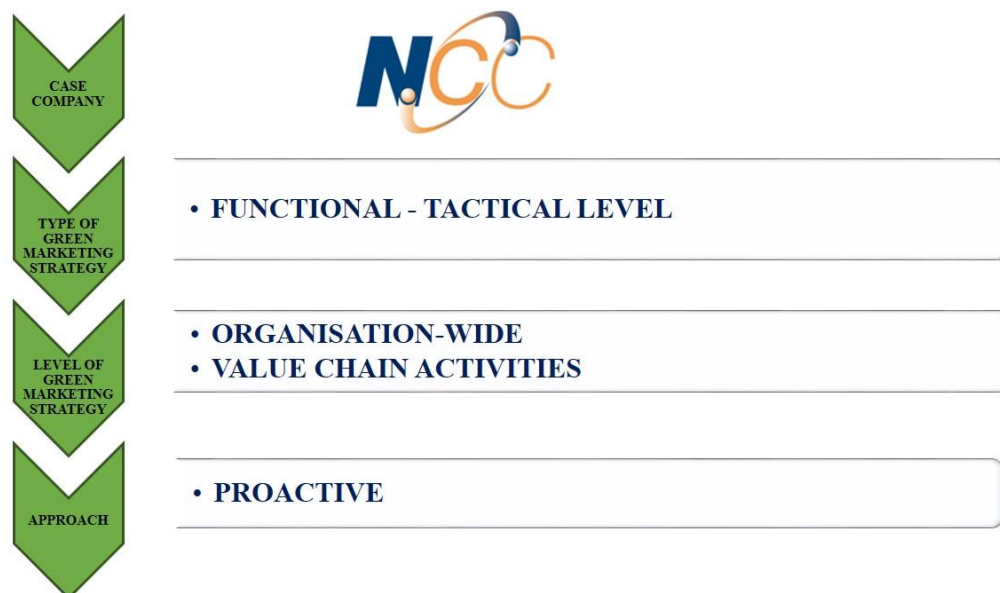 CASE
COMPANY
NCC
TYPE OF
GREEN
MARKETING
STRATEGY
• FUNCTIONAL - TACTICAL LEVEL
LEVEL OF
GREEN
MARKETING
STRATEGY
• ORGANISATION-WIDE
• VALUE CHAIN ACTIVITIES
APPROACH
• PROACTIVE